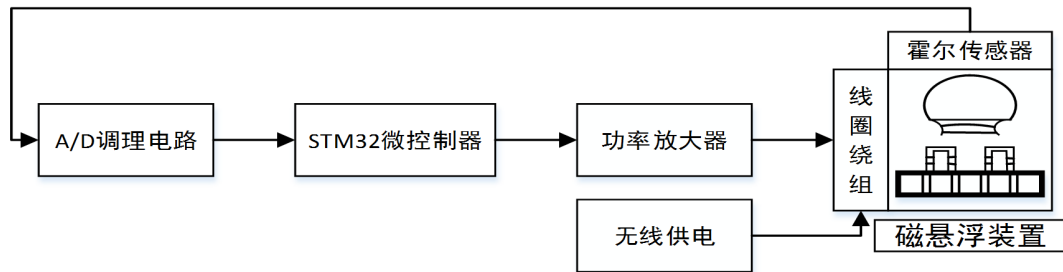 霍尔传感器
A/D调理电路
STM32微控制器
功率放大器
线圈绕组
无线供电
磁悬浮装置